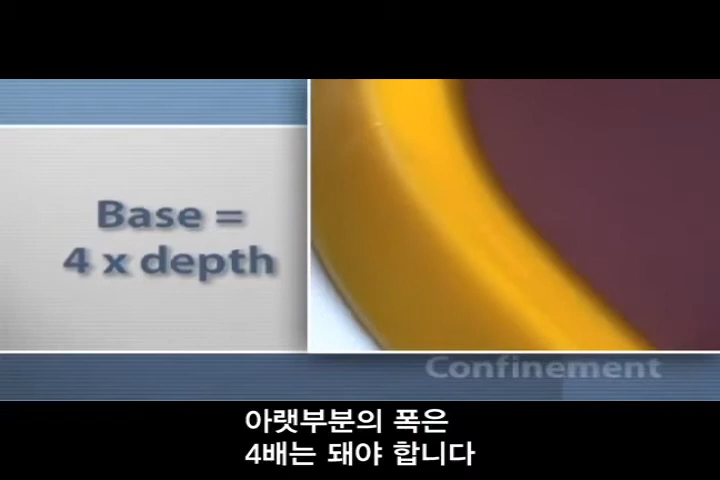 Base =
4 x depth
Confinement
아랫부분의 폭은
4배는 돼야 합니다